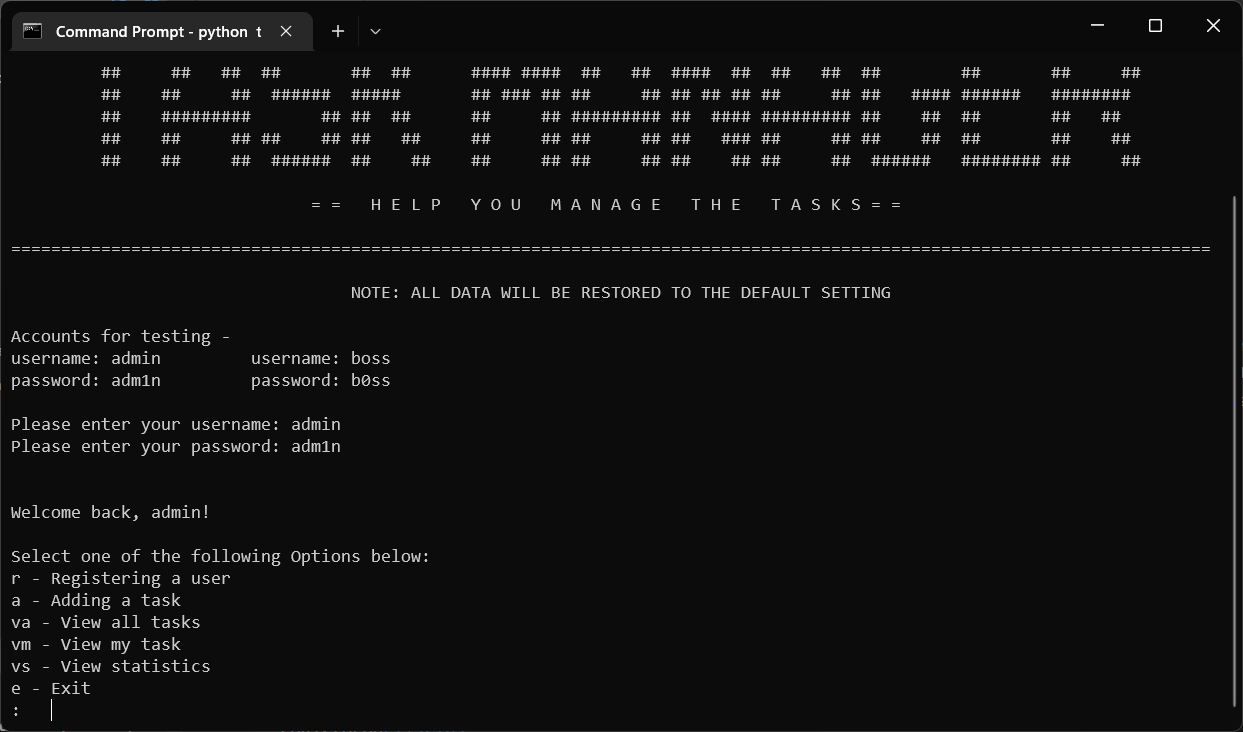 Command Prompt - python t
##     ##   ##  ##       ##  ##      #### ####  ##   ##  ####  ##  ##   ##  ##        ##       ##     ##
##    ##     ##  ######  #####       ## ### ## ##     ## ## ## ## ##     ## ##   #### ######   ########
##    #########       ## ##  ##      ##     ## ######### ##  #### ######### ##    ##  ##       ##   ##
##    ##     ## ##    ## ##   ##     ##     ## ##     ## ##   ### ##     ## ##    ##  ##       ##    ##
##    ##     ##  ######  ##    ##    ##     ## ##     ## ##    ## ##     ##  ######   ######## ##     ##
= =   H E L P   Y O U   M A N A G E   T H E   T A S K S = =
========================================================================================================================
NOTE: ALL DATA WILL BE RESTORED TO THE DEFAULT SETTING
Accounts for testing -
username: admin         username: boss
password: adm1n         password: b0ss
Please enter your username: admin
Please enter your password: adm1n
Welcome back, admin!
Select one of the following Options below:
r - Registering a user
a - Adding a task
va - View all tasks
vm - View my task
vs - View statistics
e - Exit
: